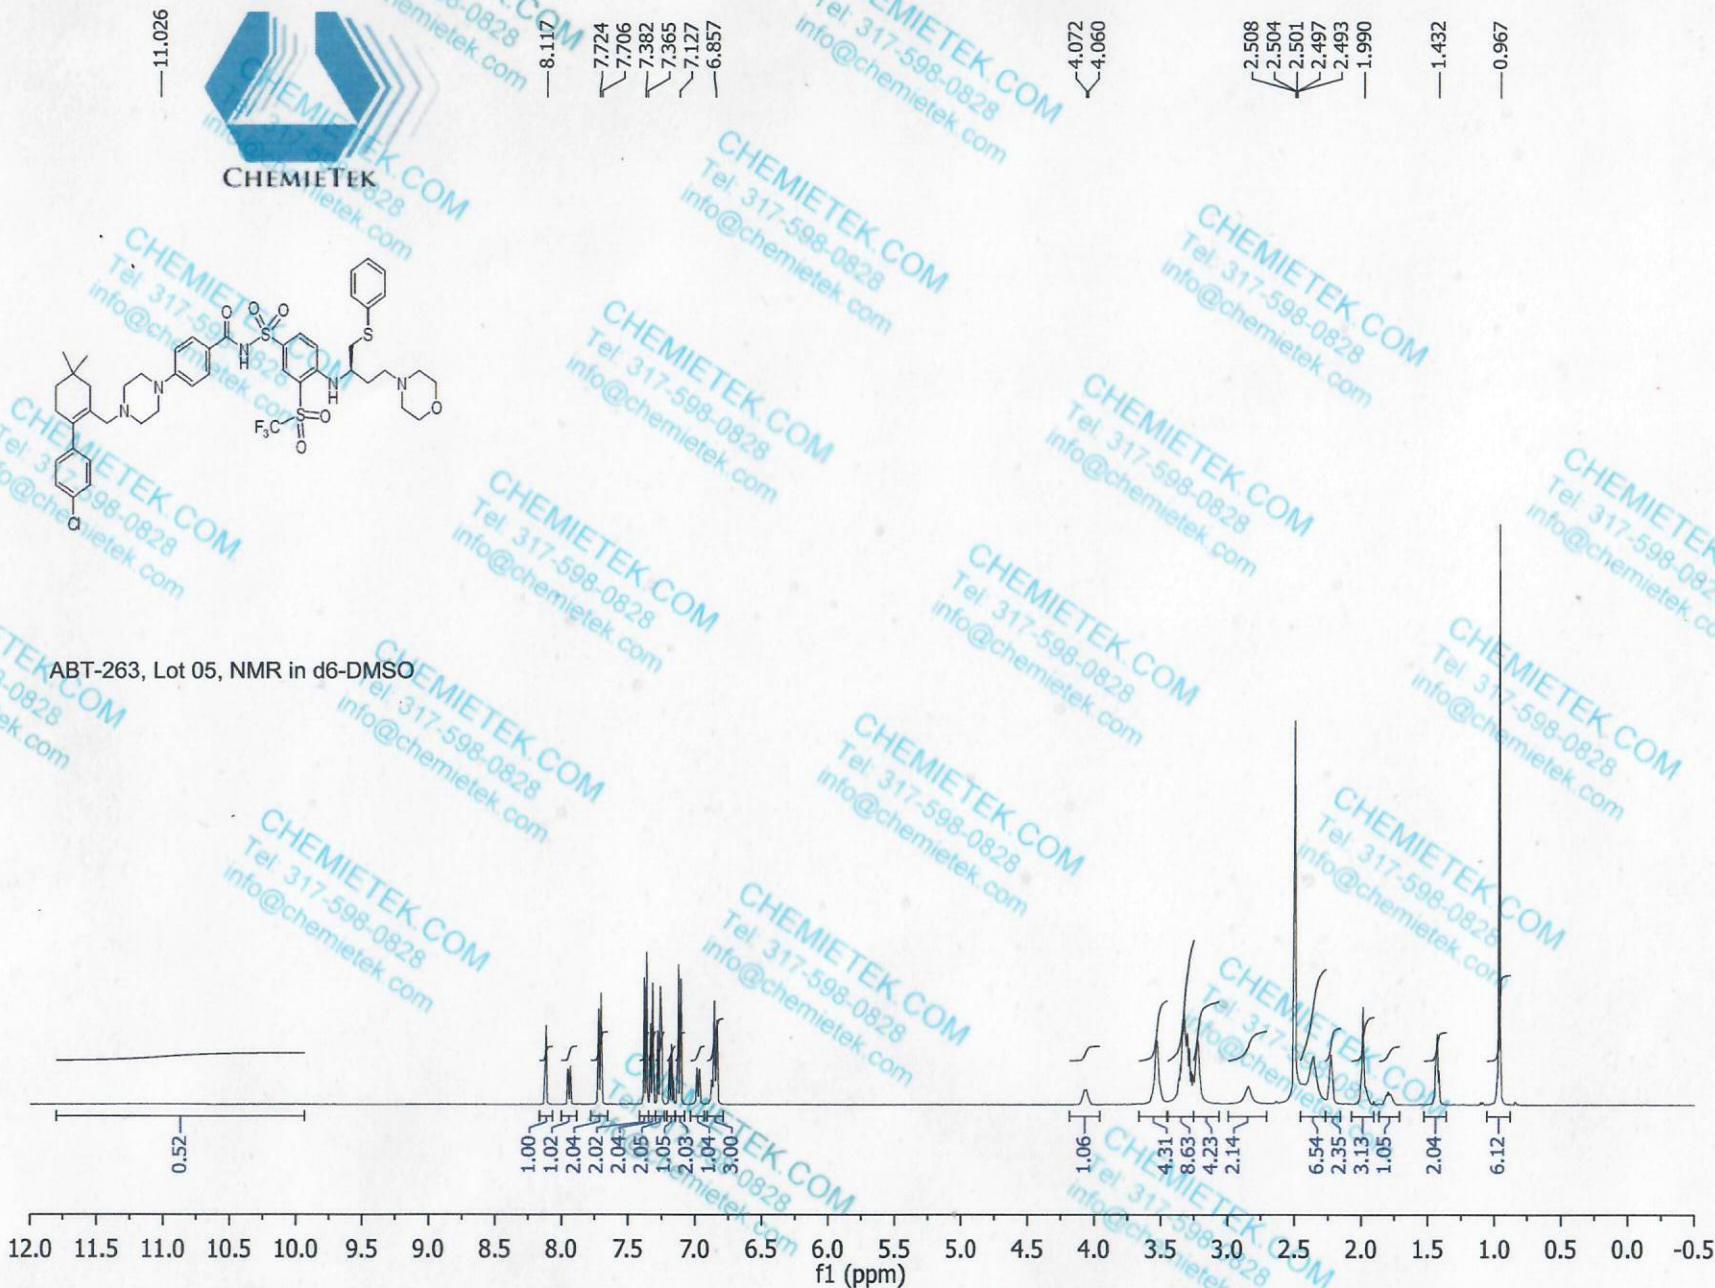 11.026
8.117
7.724
7.706
7.382
7.365
7.127
6.857
4.072
4.060
2.508
2.504
2.501
2.497
2.493
1.990
1.432
0.967
CHEMIETEK
O
O
O
S
N
H
S
N
H
N
O
N
N
F₃C
S
O
O
Cl
ABT-263, Lot 05, NMR in d6-DMSO
CHEMIETEK.COM
Tel: 317-598-0828
info@chemietek.com
0.52
1.00
1.02
2.04
2.02
2.04
2.05
1.05
2.03
1.04
3.00
1.06
4.31
8.63
4.23
2.14
6.54
2.35
3.13
1.05
2.04
6.12
12.0 11.5 11.0 10.5 10.0 9.5 9.0 8.5 8.0 7.5 7.0 6.5 6.0 5.5 5.0 4.5 4.0 3.5 3.0 2.5 2.0 1.5 1.0 0.5 0.0 -0.5
f1 (ppm)